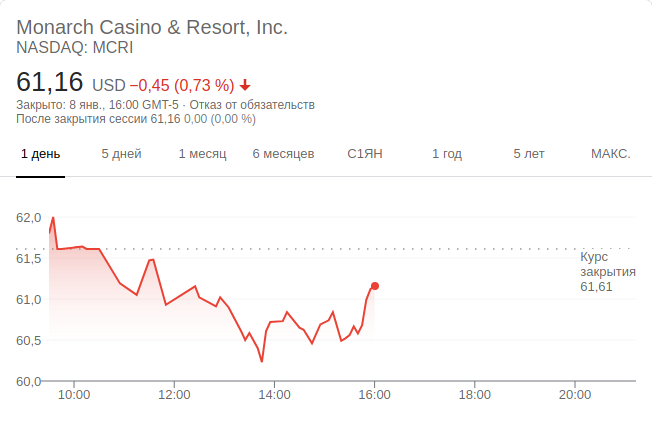 Monarch Casino & Resort, Inc.
NASDAQ: MCRI
61,16 USD −0,45 (0,73 %)
Закрыто: 8 янв., 16:00 GMT-5 · Отказ от обязательств
После закрытия сессии 61,16 0,00 (0,00 %)
1 день 5 дней 1 месяц 6 месяцев С1ЯН 1 год 5 лет МАКС.
62,0
61,5
61,0
60,5
60,0
Курс
закрытия
61,61
10:00 12:00 14:00 16:00 18:00 20:00